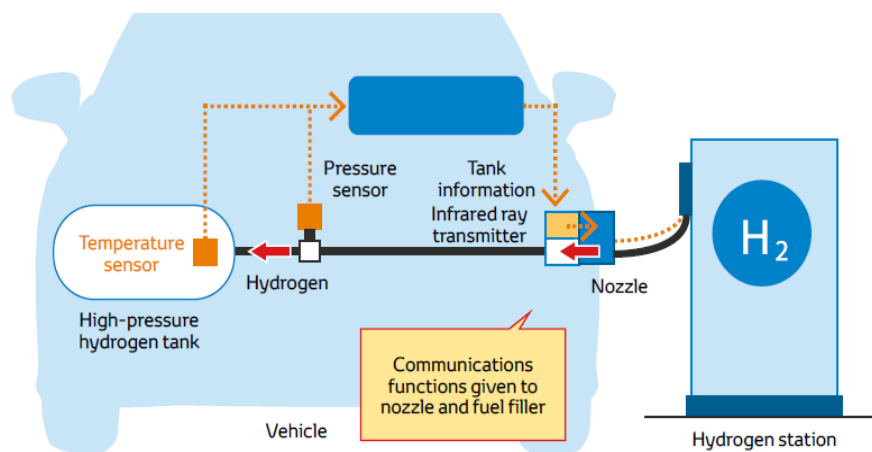 Pressure
sensor
Tank
information
Infrared ray
transmitter
Temperature
sensor
Hydrogen
Nozzle
High-pressure
hydrogen tank
H2
Communications
functions given to
nozzle and fuel filler
Vehicle
Hydrogen station